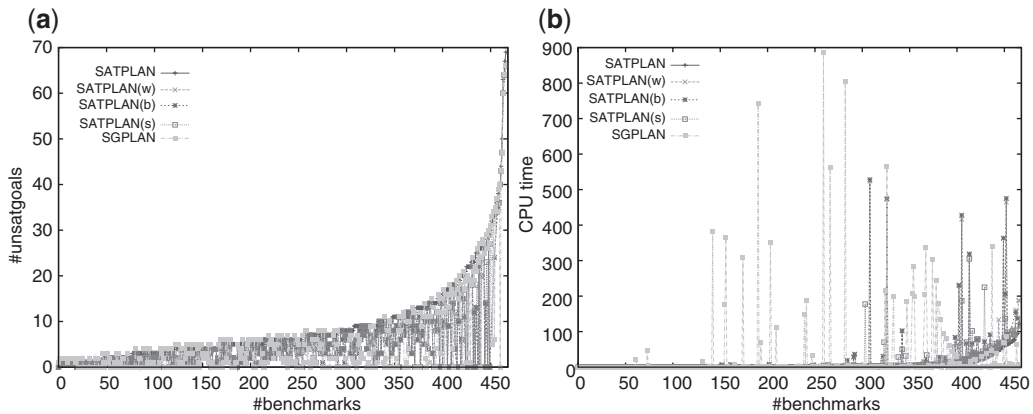 (a)
70
60
50
40
30
20
10
0
#unsatgoals
SATPLAN
SATPLAN(w)
SATPLAN(b)
SATPLAN(s)
SGPLAN
0 50 100 150 200 250 300 350 400 450
#benchmarks
(b)
900
800
700
600
500
400
300
200
100
0
CPU time
SATPLAN
SATPLAN(w)
SATPLAN(b)
SATPLAN(s)
SGPLAN
0 50 100 150 200 250 300 350 400 450
#benchmarks